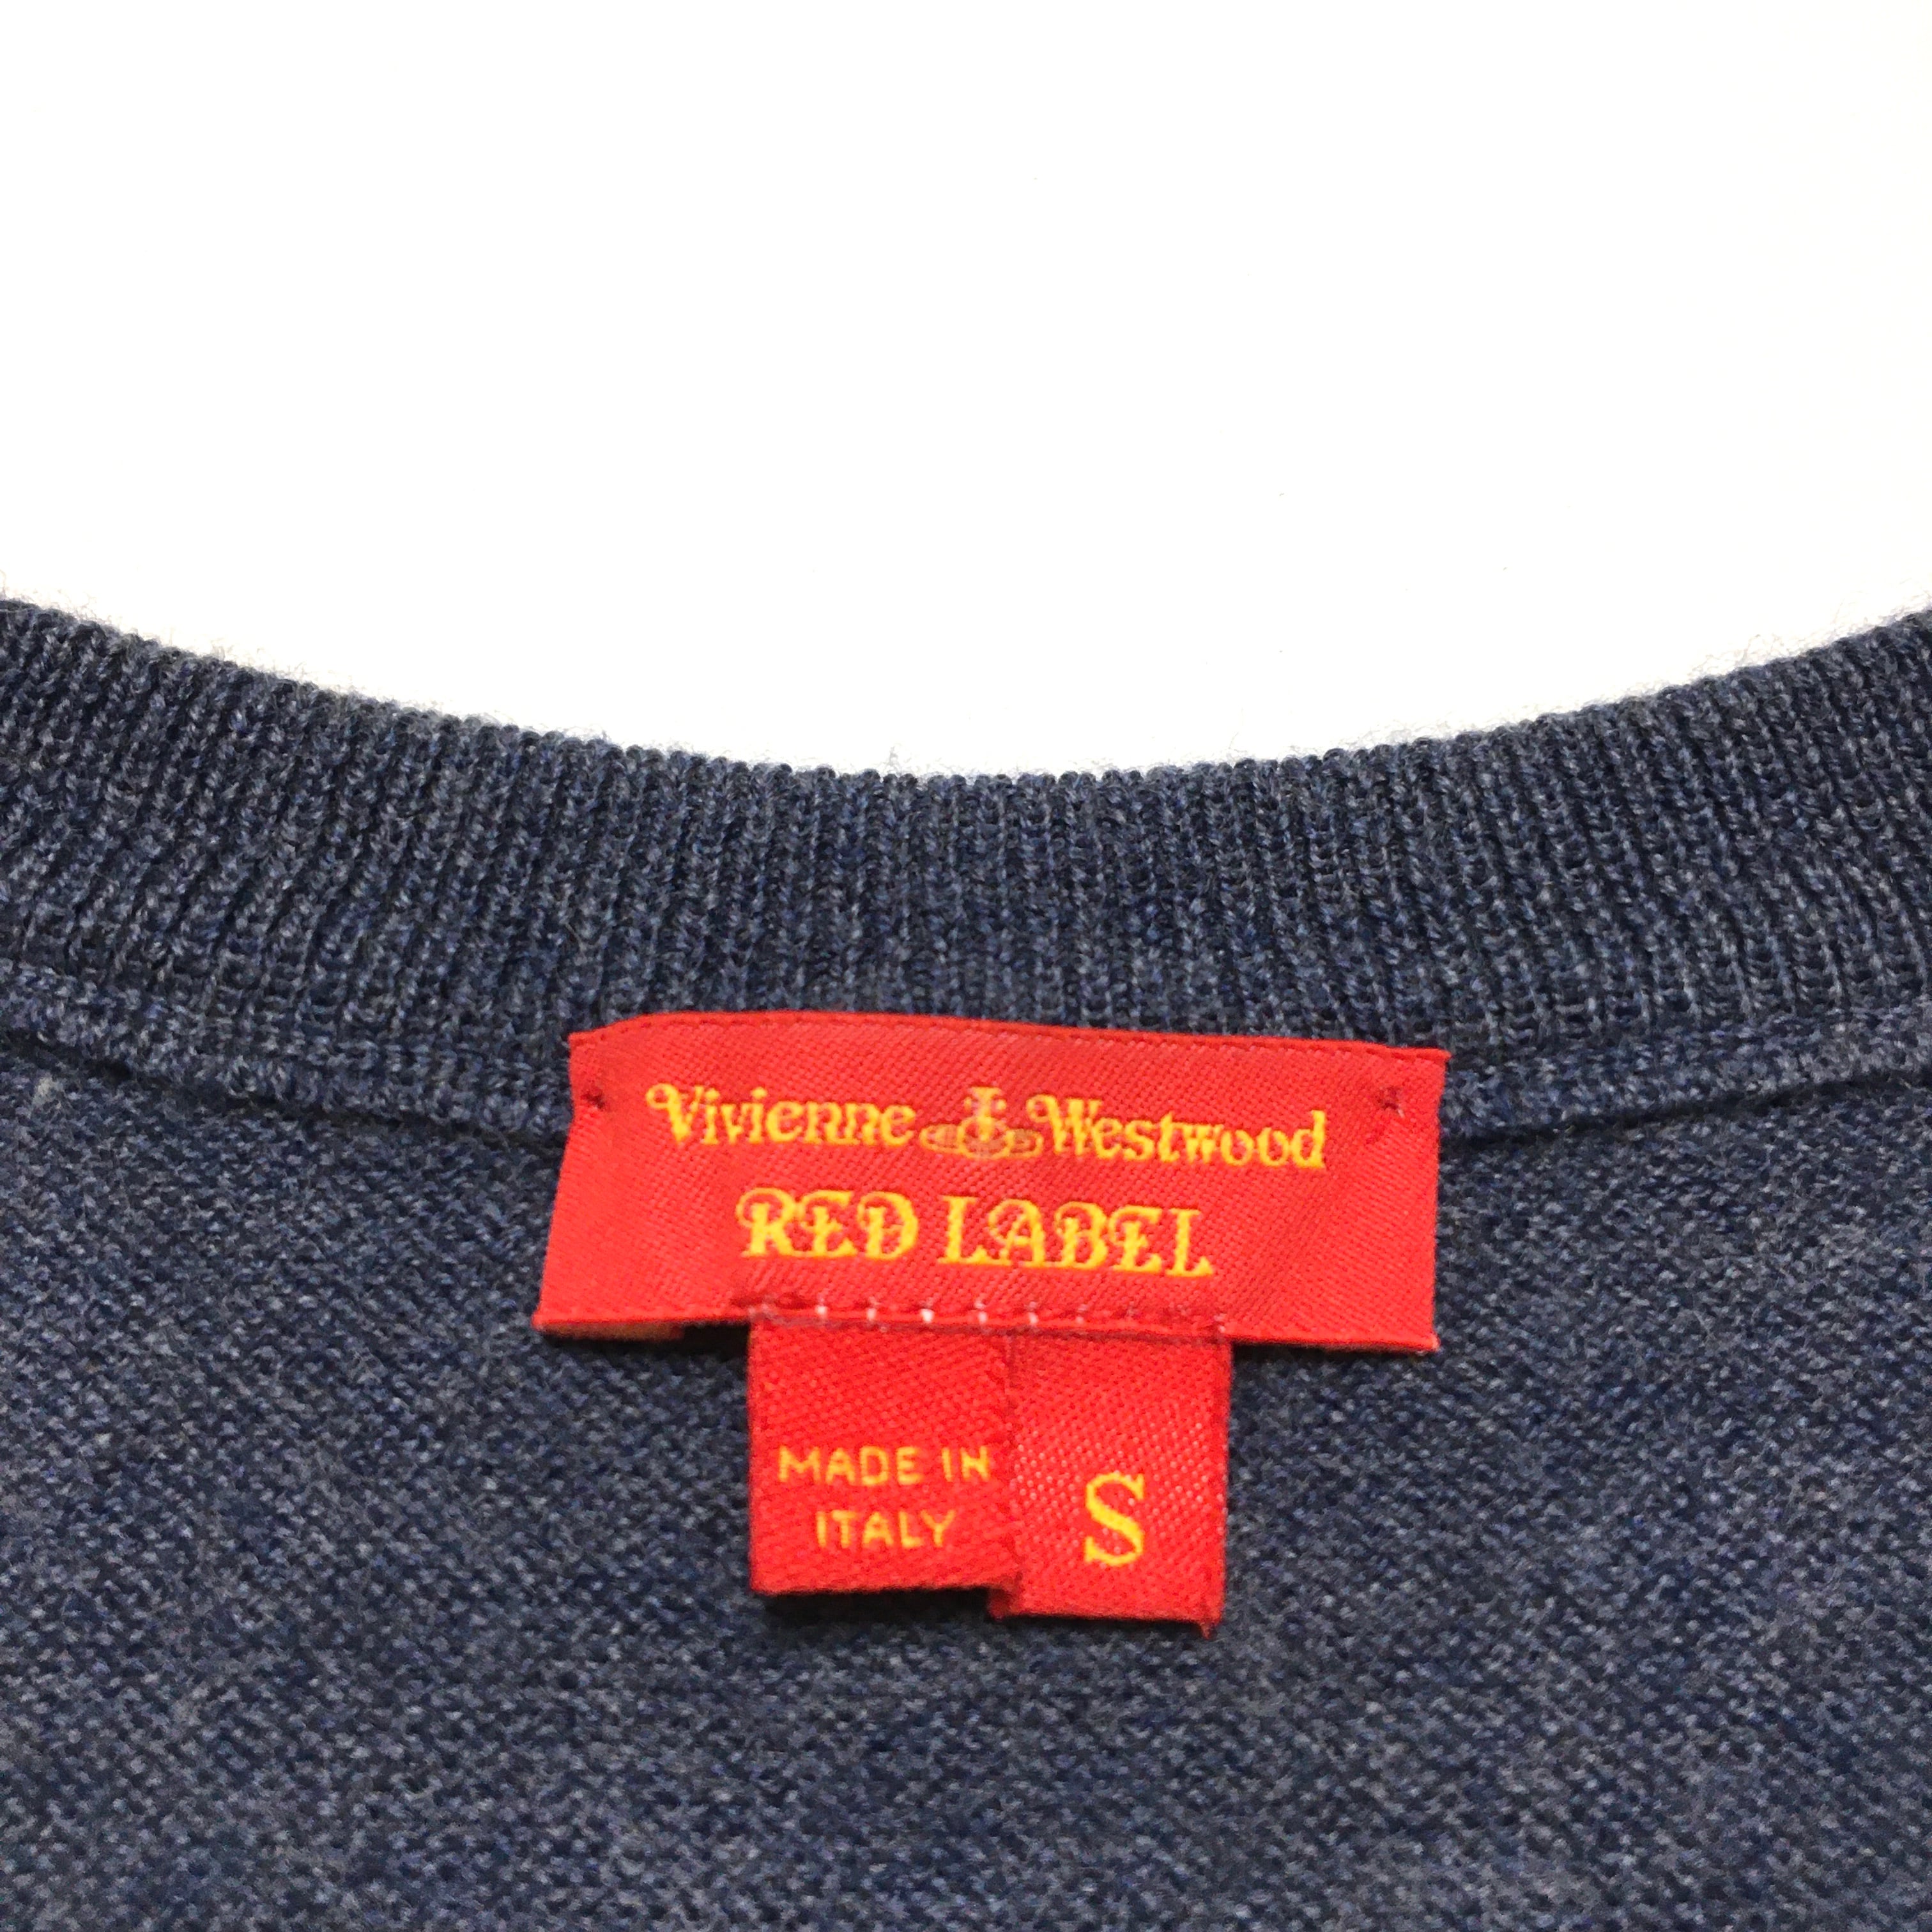 Vivienne Westwood
RED LABEL
MADE IN
ITALY
S